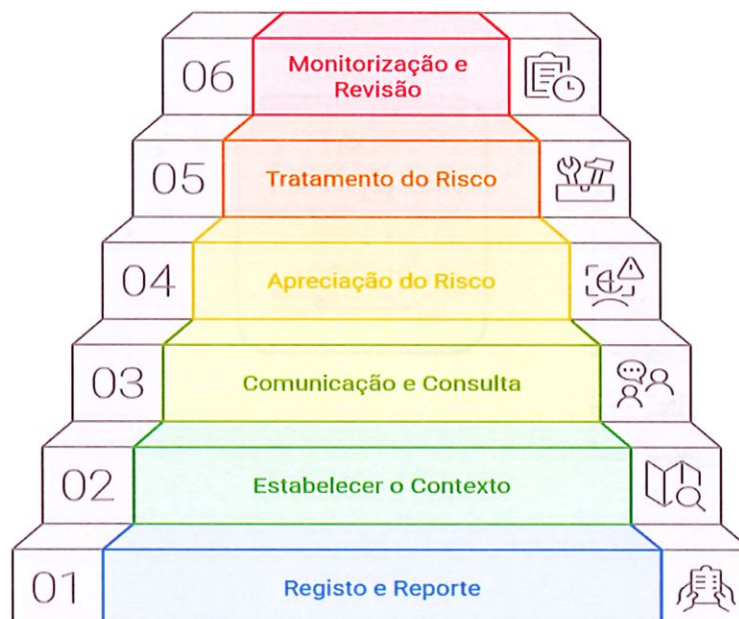 06
Monitorização e
Revisão
05
Tratamento do Risco
04
Apreciação do Risco
03
Comunicação e Consulta
02
Estabelecer o Contexto
01
Registo e Reporte